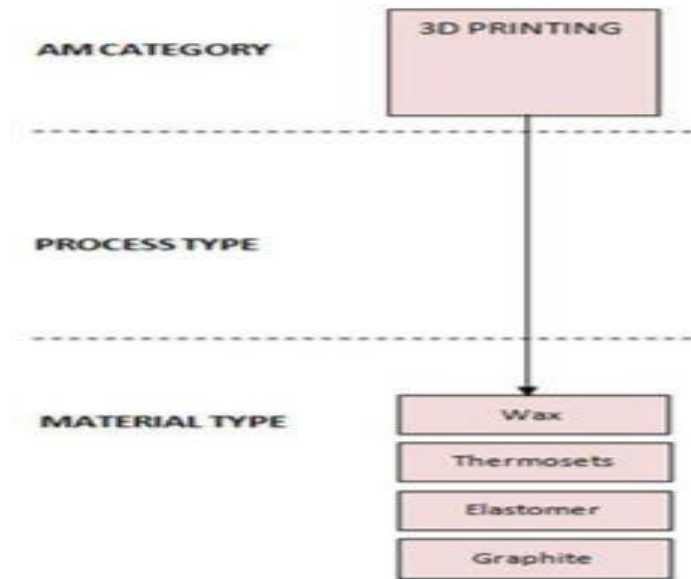 AM CATEGORY
3D PRINTING
PROCESS TYPE
MATERIAL TYPE
Wax
Thermosets
Elastomer
Graphite